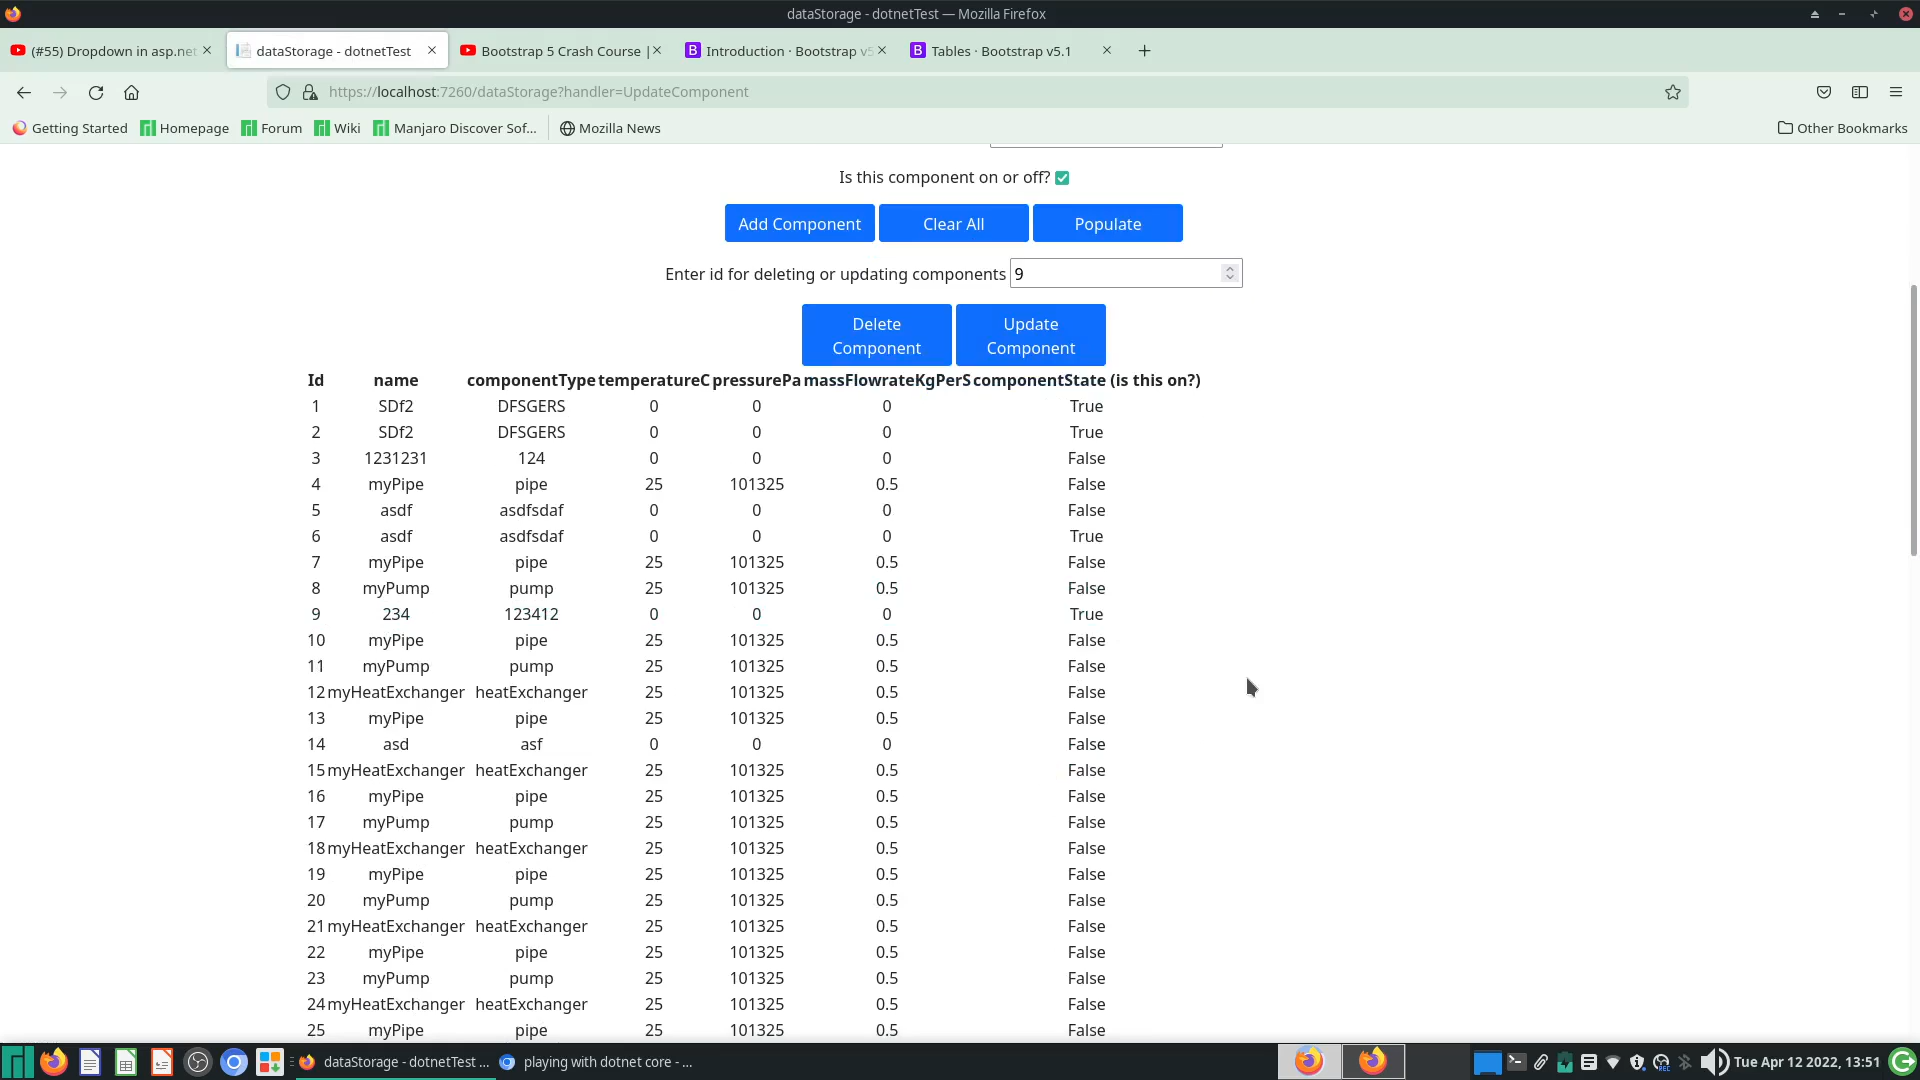 dataStorage - dotnetTest — Mozilla Firefox
(#55) Dropdown in asp.net
dataStorage - dotnetTest
Bootstrap 5 Crash Course |
Introduction · Bootstrap v5
Tables · Bootstrap v5.1
https://localhost:7260/dataStorage?handler=UpdateComponent
Getting Started Homepage Forum Wiki Manjaro Discover Sof... Mozilla News Other Bookmarks
Is this component on or off?
Add Component Clear All Populate
Enter id for deleting or updating components 9
Delete Component
Update Component
Id name componentType temperatureC pressurePa massFlowrateKgPerS componentState (is this on?)
1 SDf2 DFSGERS 0 0 0 True
2 SDf2 DFSGERS 0 0 0 True
3 1231231 124 0 0 0 False
4 myPipe pipe 25 101325 0.5 False
5 asdf asdfsdaf 0 0 0 False
6 asdf asdfsdaf 0 0 0 True
7 myPipe pipe 25 101325 0.5 False
8 myPump pump 25 101325 0.5 False
9 234 123412 0 0 0 True
10 myPipe pipe 25 101325 0.5 False
11 myPump pump 25 101325 0.5 False
12 myHeatExchanger heatExchanger 25 101325 0.5 False
13 myPipe pipe 25 101325 0.5 False
14 asd asf 0 0 0 False
15 myHeatExchanger heatExchanger 25 101325 0.5 False
16 myPipe pipe 25 101325 0.5 False
17 myPump pump 25 101325 0.5 False
18 myHeatExchanger heatExchanger 25 101325 0.5 False
19 myPipe pipe 25 101325 0.5 False
20 myPump pump 25 101325 0.5 False
21 myHeatExchanger heatExchanger 25 101325 0.5 False
22 myPipe pipe 25 101325 0.5 False
23 myPump pump 25 101325 0.5 False
24 myHeatExchanger heatExchanger 25 101325 0.5 False
25 myPipe pipe 25 101325 0.5 False
dataStorage - dotnetTest ... playing with dotnet core - ... Tue Apr 12 2022, 13:51